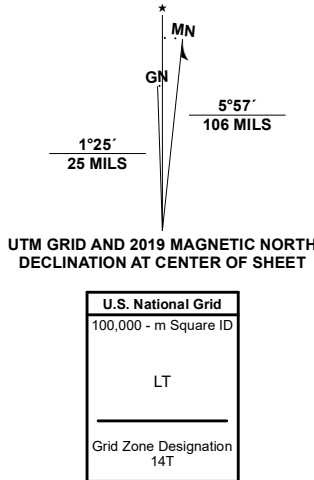 ★
MN
GN
5°57´
106 MILS
1°25´
25 MILS
UTM GRID AND 2019 MAGNETIC NORTH
DECLINATION AT CENTER OF SHEET
U.S. National Grid
100,000 - m Square ID
LT
Grid Zone Designation
14T